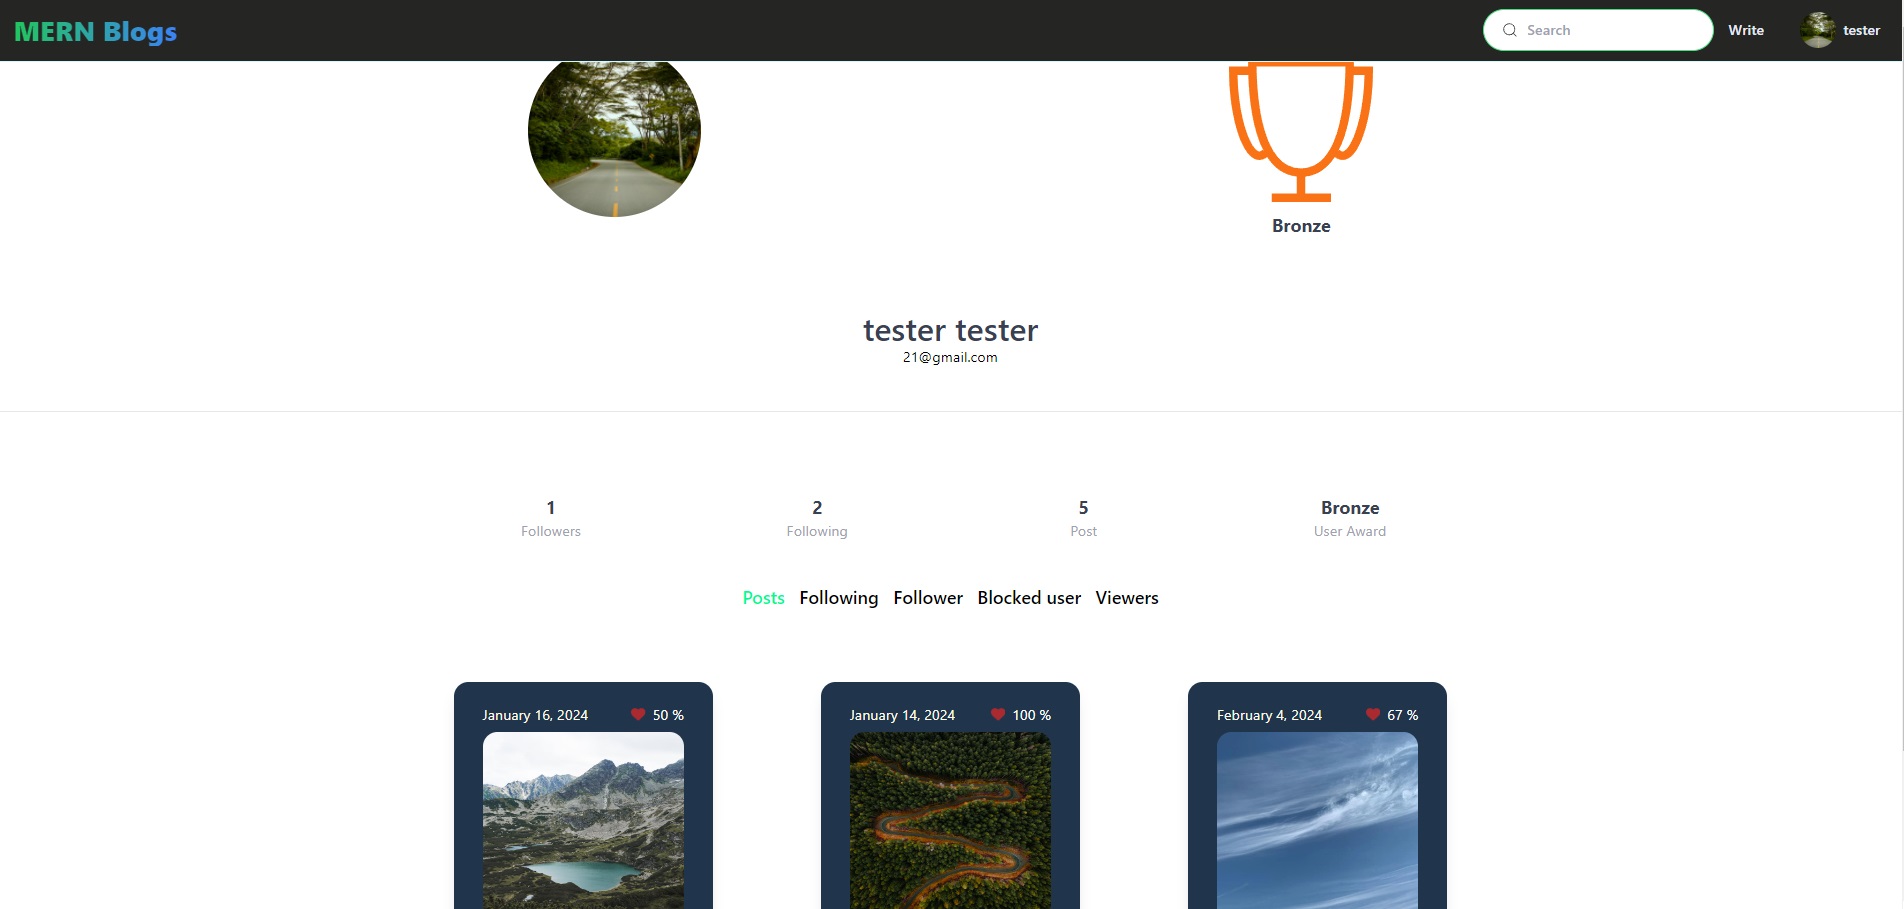 MERN Blogs
Search
Write
tester
Bronze
tester tester
21@gmail.com
1
Followers
2
Following
5
Post
Bronze
User Award
Posts Following Follower Blocked user Viewers
January 16, 2024 50 %
January 14, 2024 100 %
February 4, 2024 67 %